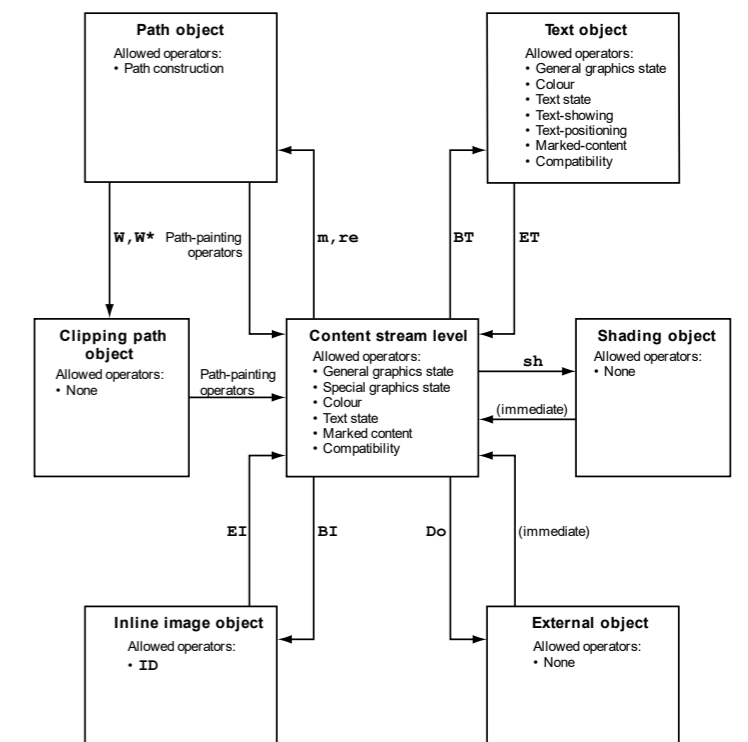 Path object
Allowed operators:
• Path construction
Text object
Allowed operators:
• General graphics state
• Colour
• Text state
• Text-showing
• Text-positioning
• Marked-content
• Compatibility
W,W*
Path-painting
operators
m,re
BT
ET
Clipping path
object
Allowed operators:
• None
Path-painting
operators
Content stream level
Allowed operators:
• General graphics state
• Special graphics state
• Colour
• Text state
• Marked content
• Compatibility
sh
(immediate)
Shading object
Allowed operators:
• None
EI
BI
Do
(immediate)
Inline image object
Allowed operators:
• ID
External object
Allowed operators:
• None